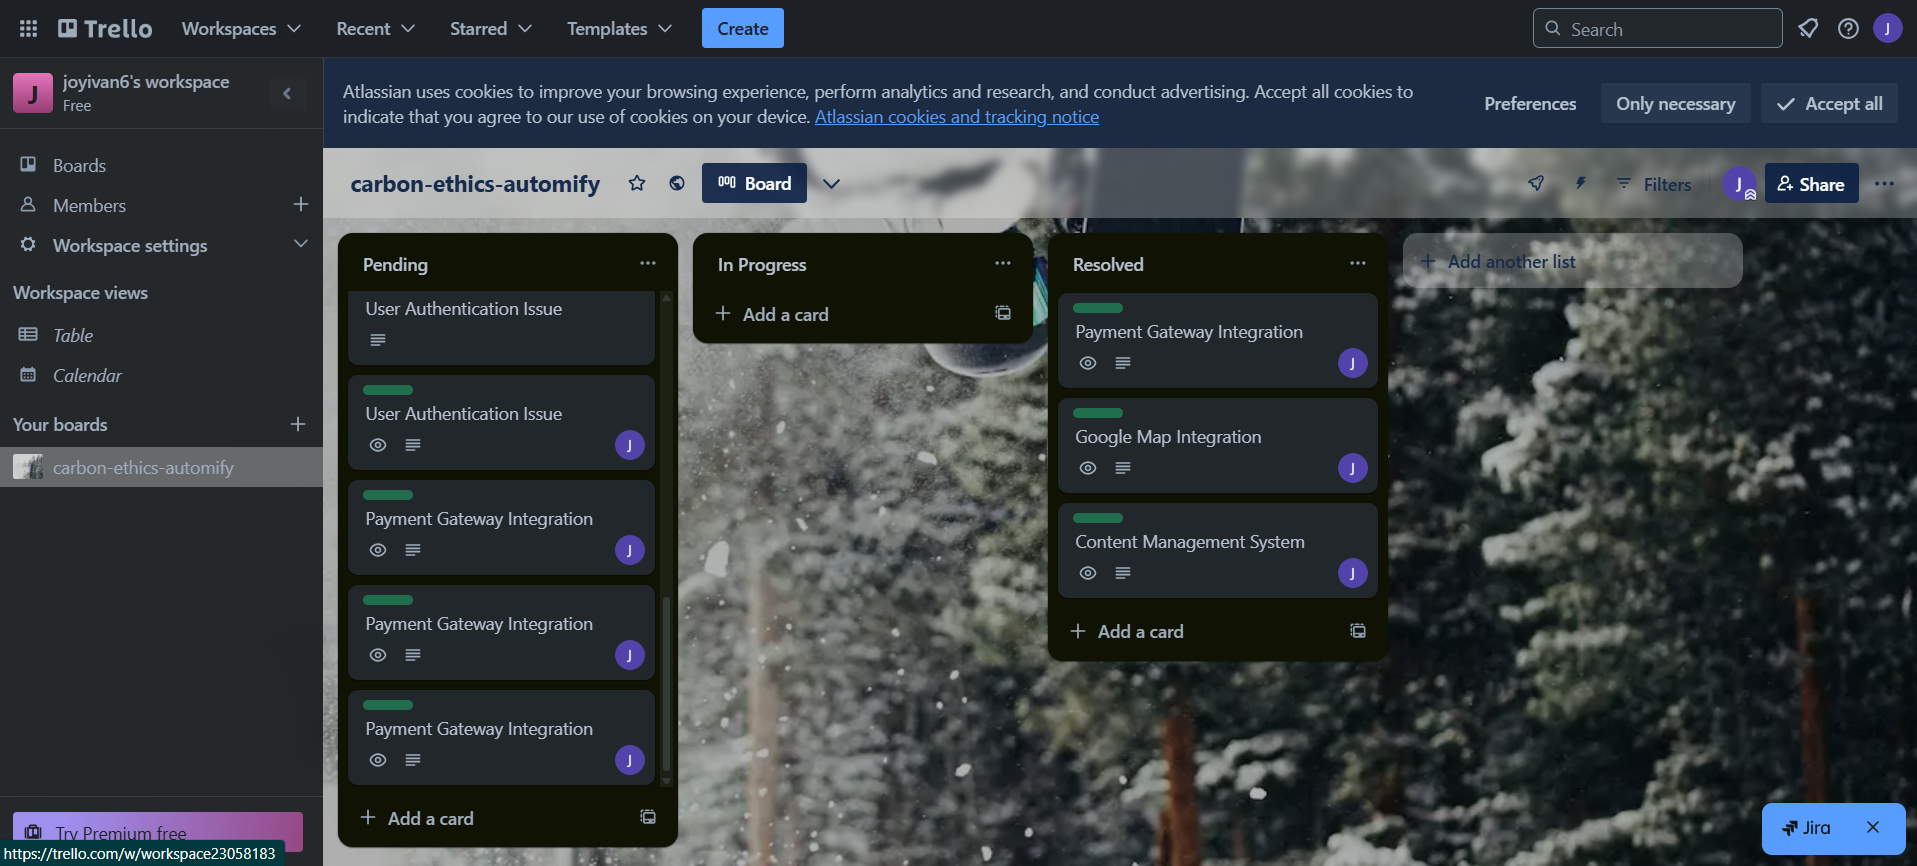 Trello
Workspaces
Recent
Starred
Templates
Create
Search
J
J
joyivan6's workspace
Free
Atlassian uses cookies to improve your browsing experience, perform analytics and research, and conduct advertising. Accept all cookies to
indicate that you agree to our use of cookies on your device. Atlassian cookies and tracking notice
Preferences
Only necessary
Accept all
Boards
Members
Workspace settings
Workspace views
Table
Calendar
Your boards
carbon-ethics-automify
Try Premium free
https://trello.com/w/workspace23058183
carbon-ethics-automify
Board
Filters
J
Share
Pending
User Authentication Issue
User Authentication Issue
J
Payment Gateway Integration
J
Payment Gateway Integration
J
Payment Gateway Integration
J
Add a card
In Progress
Add a card
Resolved
Payment Gateway Integration
J
Google Map Integration
J
Content Management System
J
Add a card
Add another list
Jira